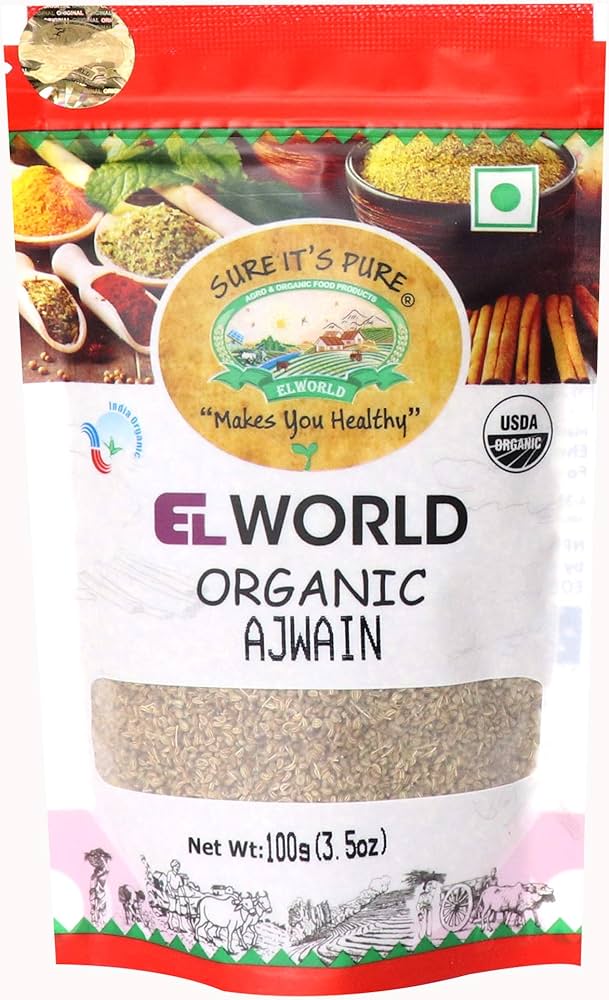 ORIGINAL
SURE IT'S PURE
®
AGRO & ORGANIC FOOD PRODUCTS
ELWORLD
"Makes You Healthy"
India Organic
USDA
ORGANIC
ELWORLD
ORGANIC
AJWAIN
Net Wt:100g(3.5oz)